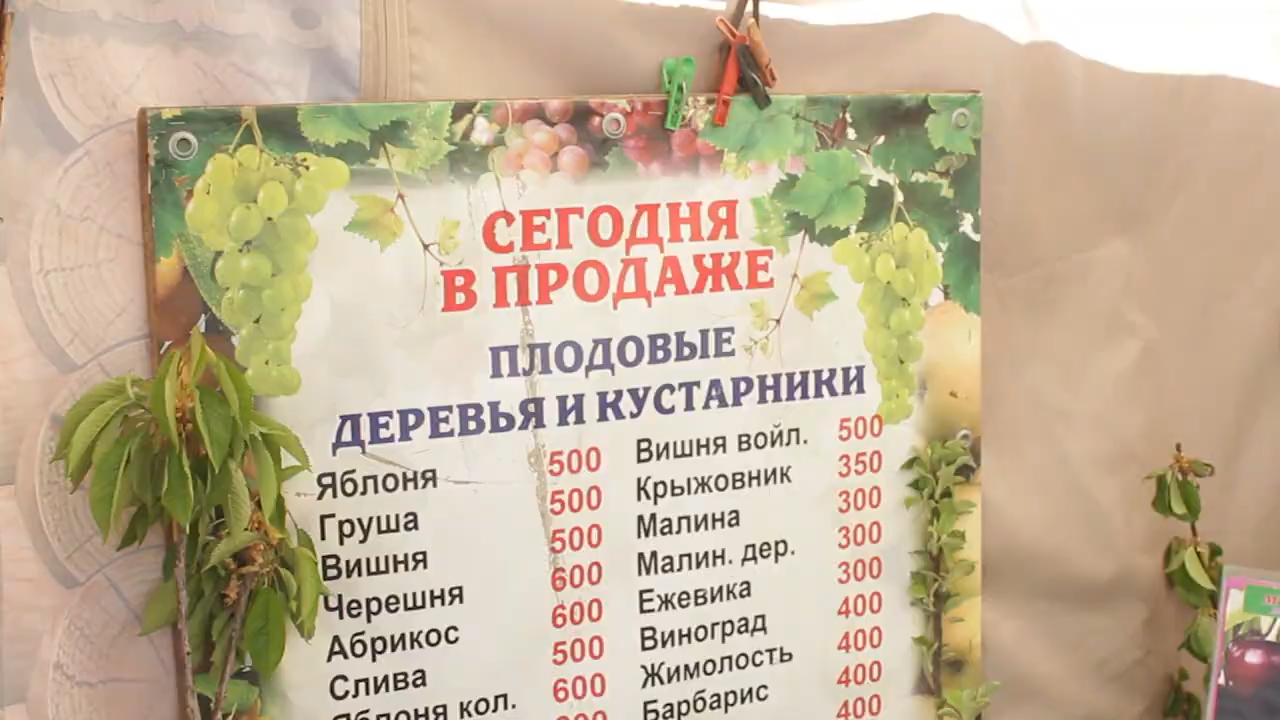 СЕГОДНЯ
В ПРОДАЖЕ
ПЛОДОВЫЕ
ДЕРЕВЬЯ И КУСТАРНИКИ
Яблоня 500
Груша 500
Вишня 500
Черешня 600
Абрикос 600
Слива 500
Яблоня кол. 600
Вишня войл. 500
Крыжовник 350
Малина 300
Малин. дер. 300
Ежевика 300
Виноград 400
Жимолость 400
Барбарис 400
400